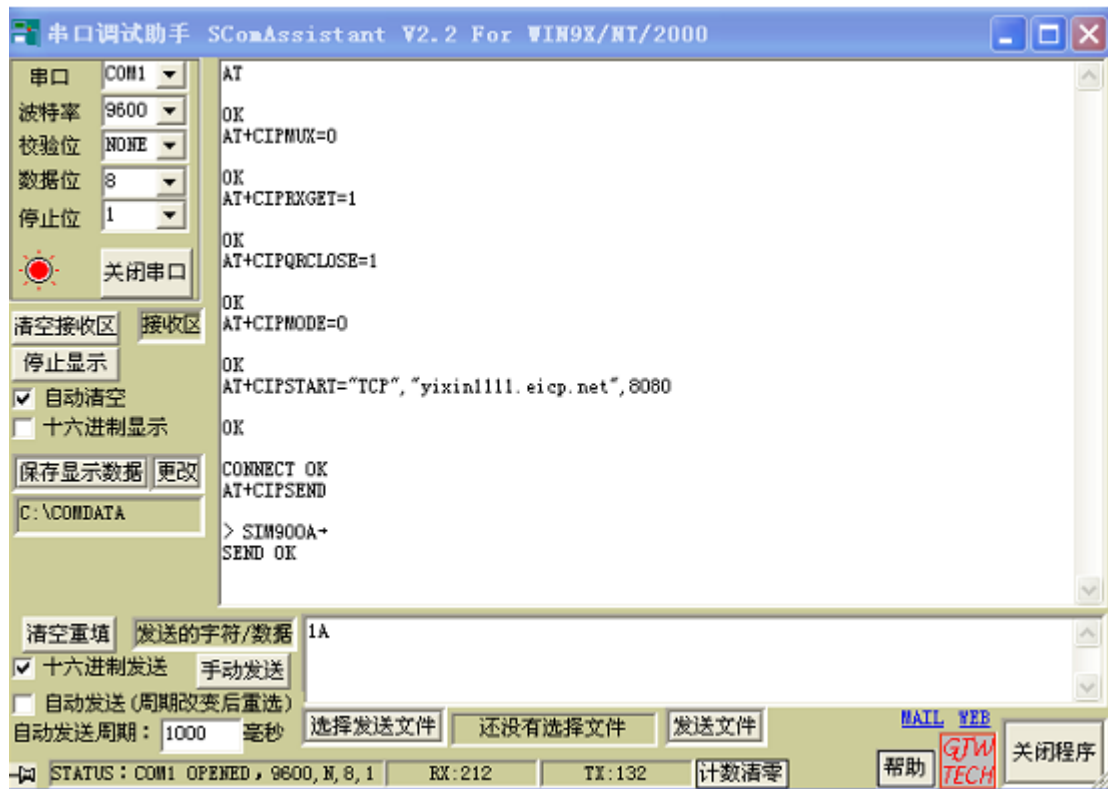 串口调试助手 SComAssistant V2.2 For WIN9X/NT/2000
串口 COM1
波特率 9600
校验位 NONE
数据位 8
停止位 1
关闭串口
清空接收区 接收区
停止显示
自动清空
十六进制显示
保存显示数据 更改
C:\COMDATA
AT
OK
AT+CIPMUX=0
OK
AT+CIPRXGET=1
OK
AT+CIPQRCLOSE=1
OK
AT+CIPMODE=0
OK
AT+CIPSTART="TCP","yixin1111.eicp.net",8080
OK
CONNECT OK
AT+CIPSEND
> SIM900A→
SEND OK
清空重填 发送的字符/数据 1A
十六进制发送 手动发送
自动发送(周期改变后重选)
自动发送周期: 1000 毫秒 选择发送文件 还没有选择文件 发送文件
MAIL WEB
帮助 GJW TECH 关闭程序
STATUS:COM1 OPENED,9600,N,8,1 RX:212 TX:132 计数清零